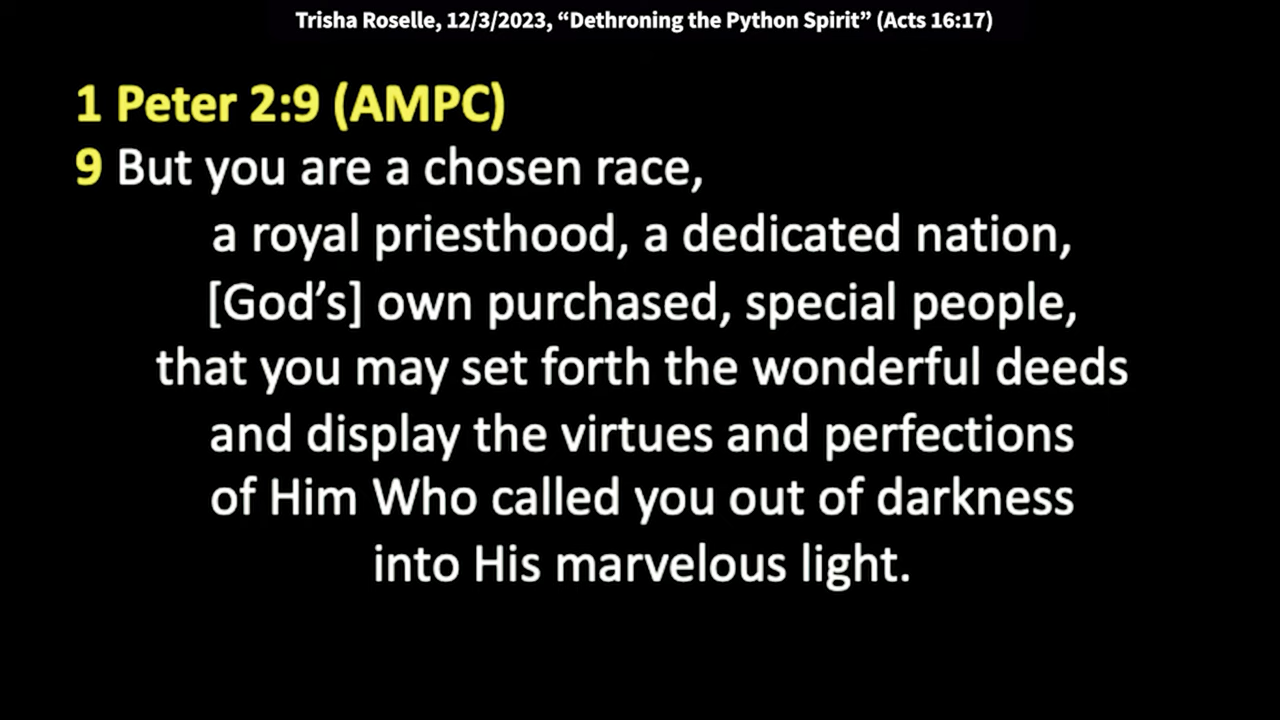 Trisha Roselle, 12/3/2023, “Dethroning the Python Spirit” (Acts 16:17)
1 Peter 2:9 (AMPC)
9 But you are a chosen race,
a royal priesthood, a dedicated nation,
[God’s] own purchased, special people,
that you may set forth the wonderful deeds
and display the virtues and perfections
of Him Who called you out of darkness
into His marvelous light.